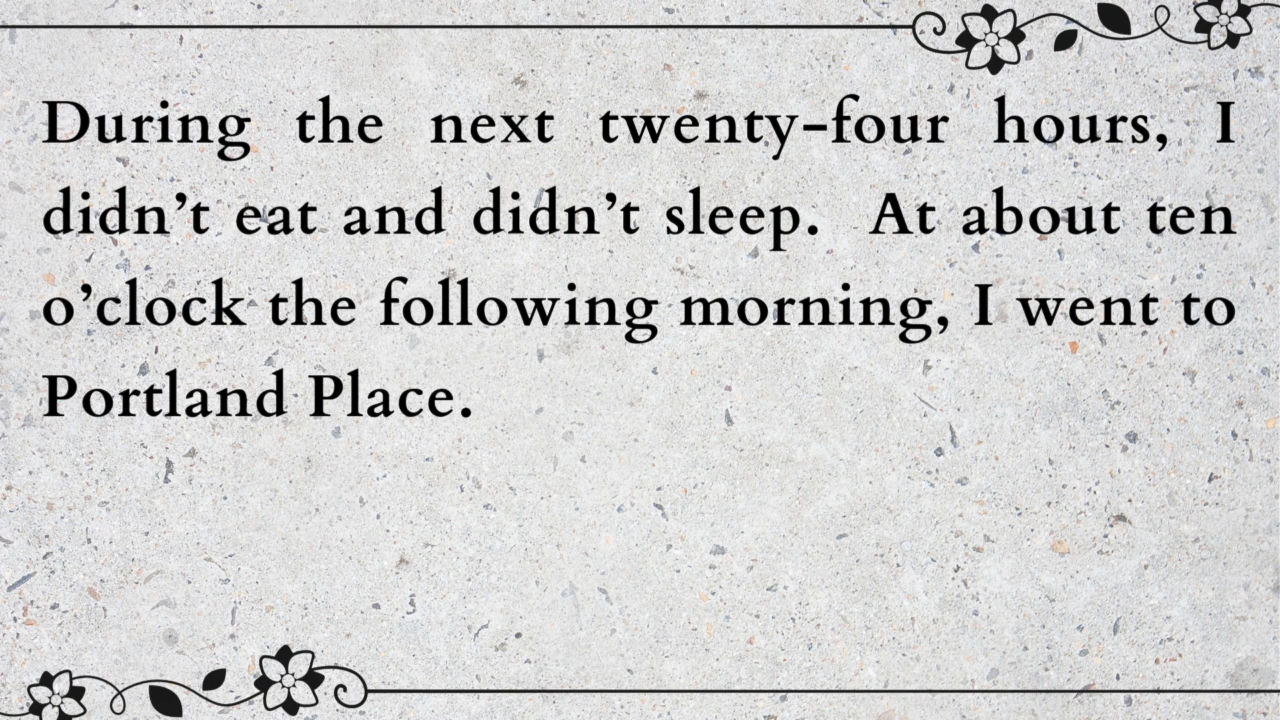 During the next twenty-four hours, I
didn’t eat and didn’t sleep.  At about ten
o’clock the following morning, I went to
Portland Place.